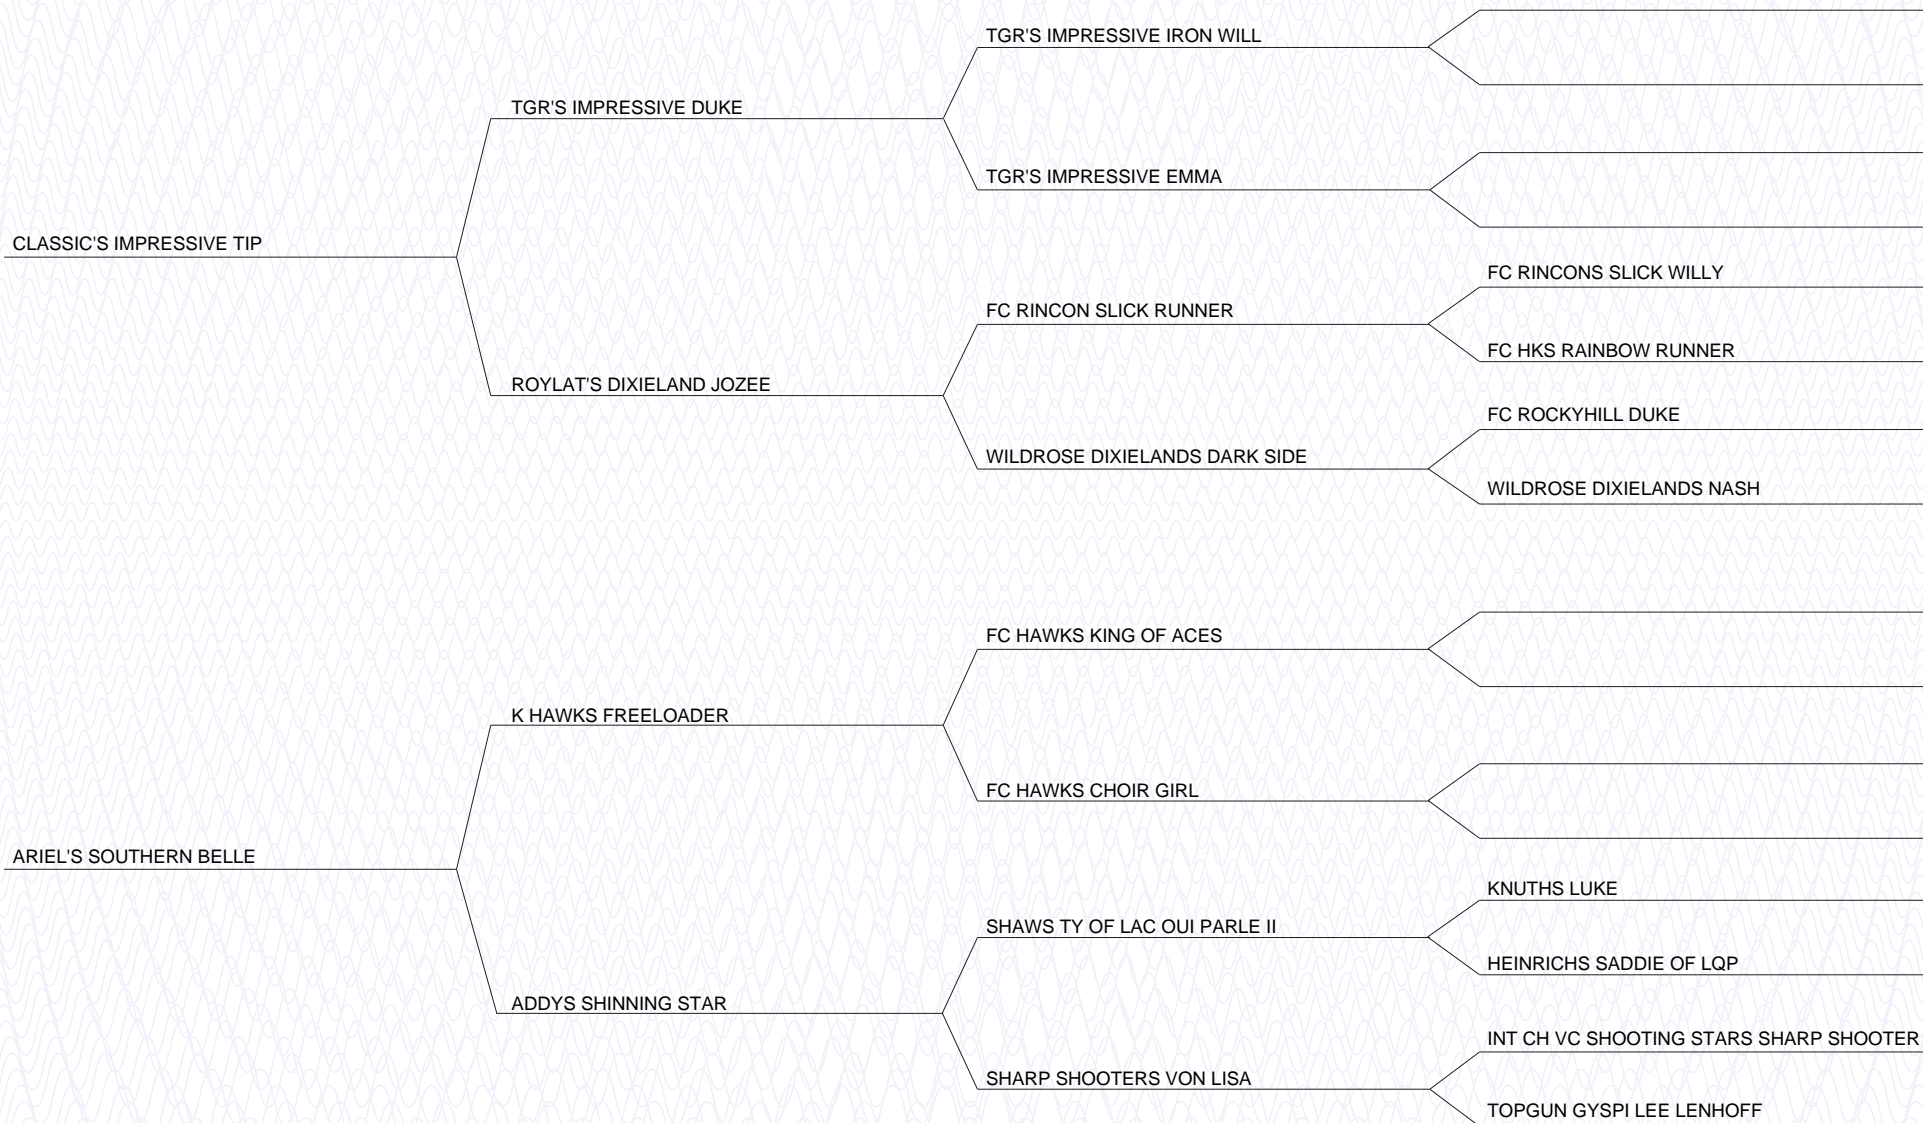 TGR'S IMPRESSIVE IRON WILL
TGR'S IMPRESSIVE DUKE
TGR'S IMPRESSIVE EMMA
CLASSIC'S IMPRESSIVE TIP
FC RINCONS SLICK WILLY
FC RINCON SLICK RUNNER
FC HKS RAINBOW RUNNER
ROYLAT'S DIXIELAND JOZEE
FC ROCKYHILL DUKE
WILDROSE DIXIELANDS DARK SIDE
WILDROSE DIXIELANDS NASH
FC HAWKS KING OF ACES
K HAWKS FREELOADER
FC HAWKS CHOIR GIRL
ARIEL'S SOUTHERN BELLE
KNUTHS LUKE
SHAWS TY OF LAC OUI PARLE II
HEINRICHS SADDIE OF LQP
ADDYS SHINNING STAR
INT CH VC SHOOTING STARS SHARP SHOOTER
SHARP SHOOTERS VON LISA
TOPGUN GYSPI LEE LENHOFF